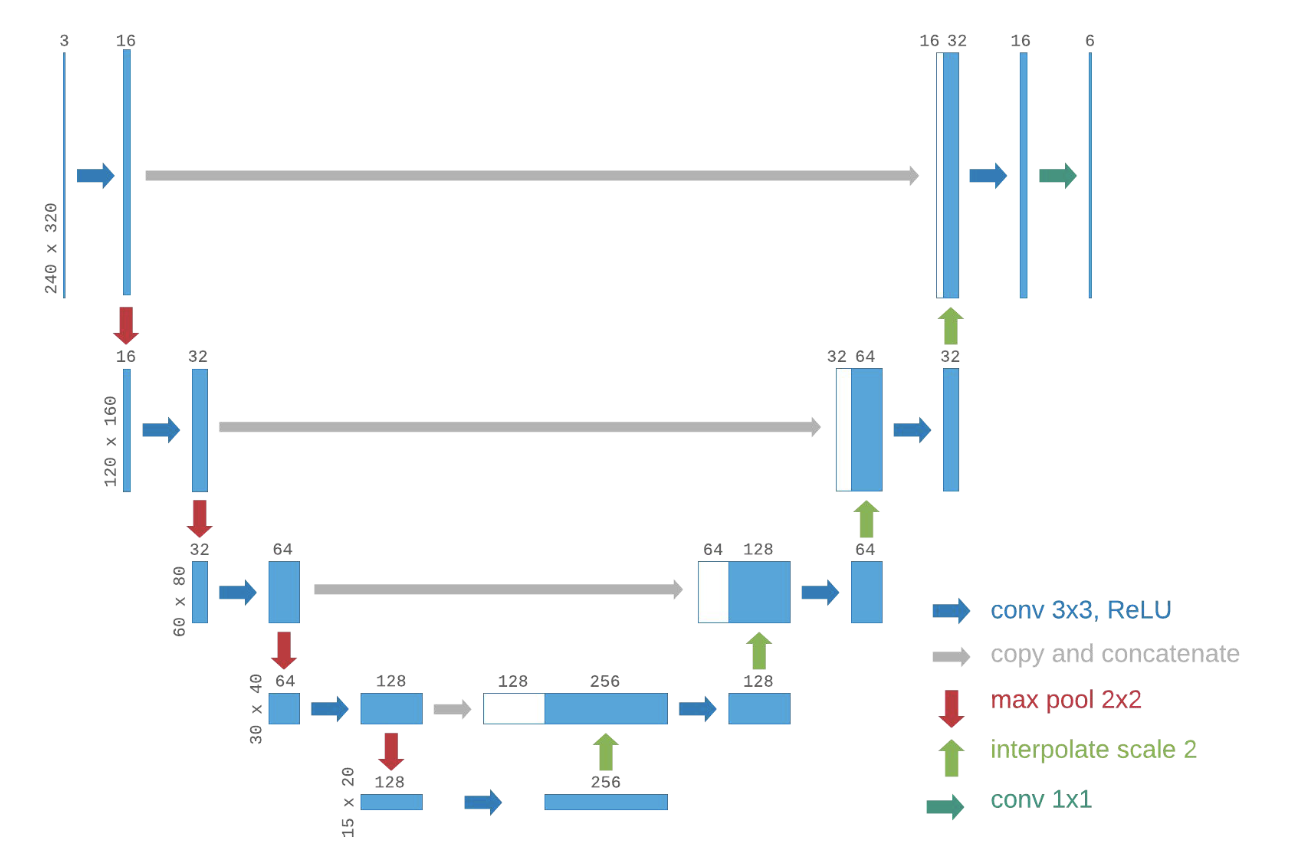 3 16 16 32 16 6
240 x 320
16 32 32 64 32
120 x 160
32 64 64 128 64
60 x 80
64 128 128 256 128
30 x 40
128 256
15 x 20
conv 3x3, ReLU
copy and concatenate
max pool 2x2
interpolate scale 2
conv 1x1